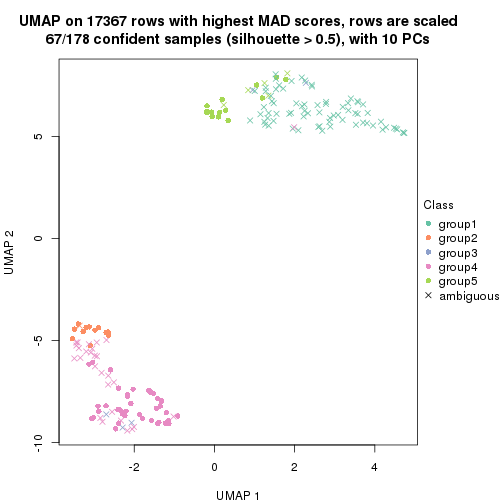 UMAP on 17367 rows with highest MAD scores, rows are scaled
67/178 confident samples (silhouette > 0.5), with 10 PCs
5
0
-5
-10
UMAP 2
-2
0
2
4
UMAP 1
Class
group1
group2
group3
group4
group5
ambiguous